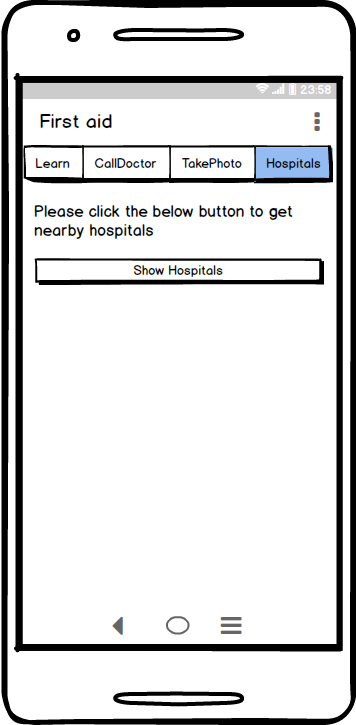 23:58
First aid
Learn CallDoctor TakePhoto Hospitals
Please click the below button to get
nearby hospitals
Show Hospitals